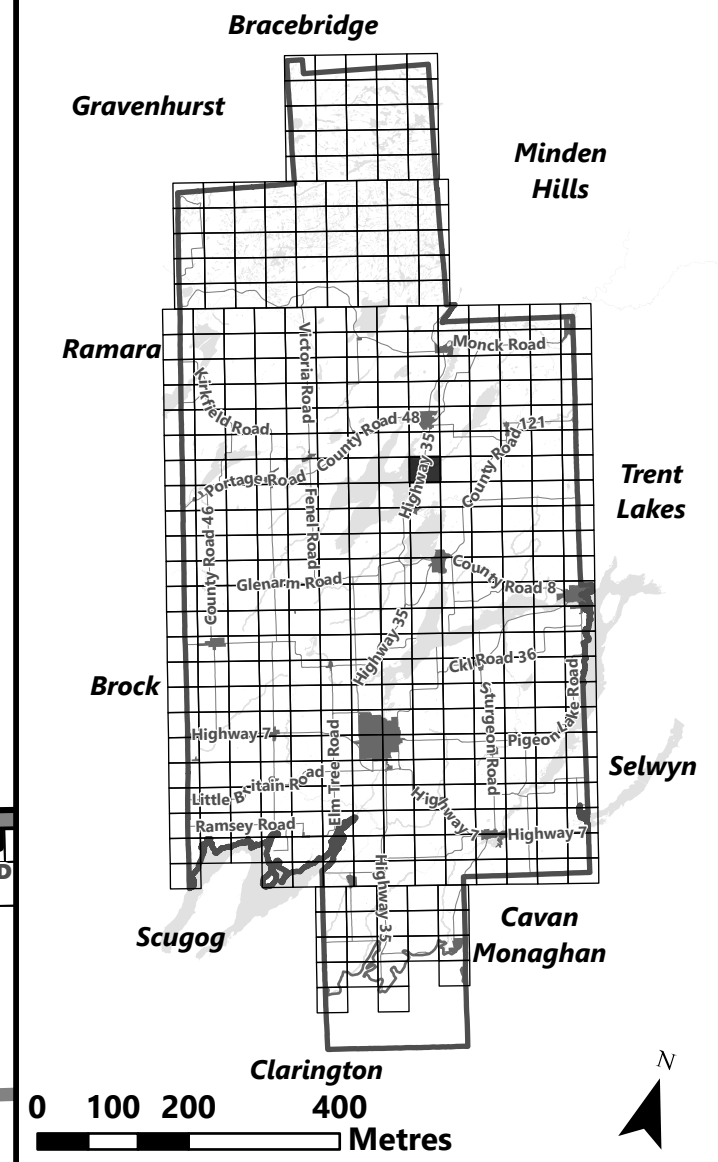 Bracebridge
Gravenhurst
Minden
Hills
Ramara
Monck Road
Victoria Road
Kirkfield Road
County Road 48
County Road 121
Highway 35
Portage Road
Trent
Lakes
Fenel Road
County Road 46
Glenarm Road
County Road 8
Highway 35
Ckl Road 36
Brock
Sturgeon Road
Pigeon Lake Road
Highway 7
Elm Tree Road
Selwyn
Little Britain Road
Highway 7
Ramsey Road
Highway 7
Highway 35
Scugog
Cavan
Monaghan
Clarington
N
0 100 200 400
Metres